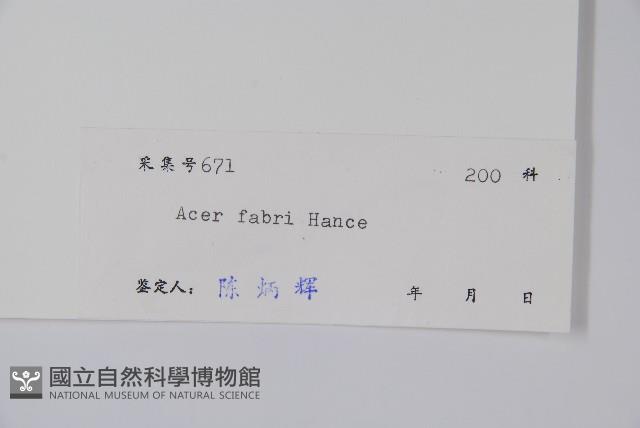 采集号671 200 科
Acer fabri Hance
鉴定人： 陈炳辉 年 月 日
國立自然科學博物館
NATIONAL MUSEUM OF NATURAL SCIENCE